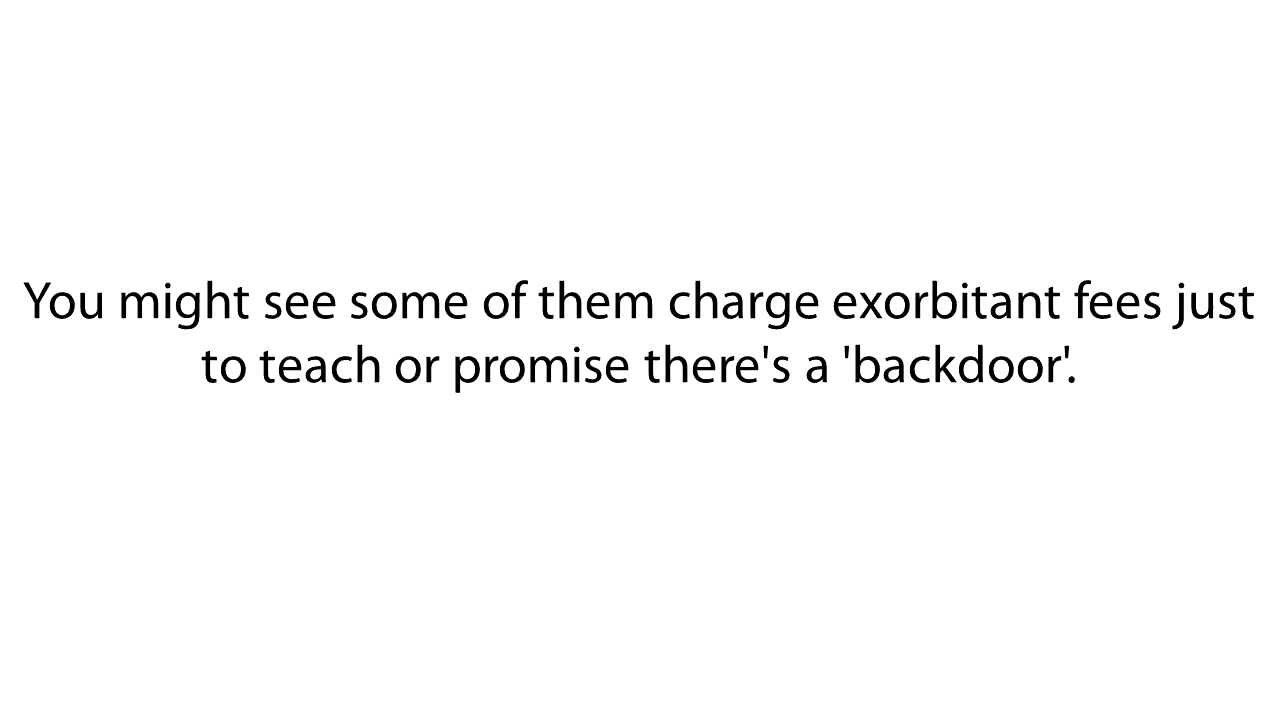 You might see some of them charge exorbitant fees just
to teach or promise there's a 'backdoor'.